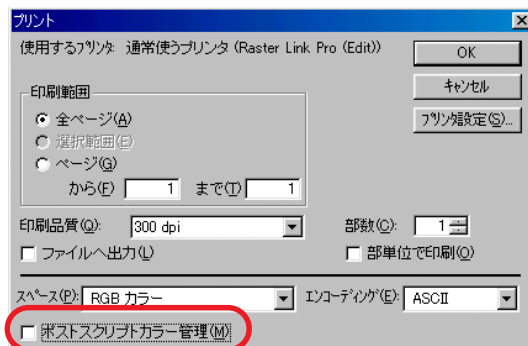 プリント
使用するプリンタ: 通常使うプリンタ (Raster Link Pro (Edit))
OK
キャンセル
プリンタ設定(S)...
印刷範囲
全ページ(A)
選択範囲(E)
ページ(G)
から(F) 1 まで(T) 1
印刷品質(Q): 300 dpi 部数(C): 1
ファイルへ出力(L) 部単位で印刷(O)
スペース(P): RGB カラー エンコーディング(E): ASCII
ポストスクリプトカラー管理(M)